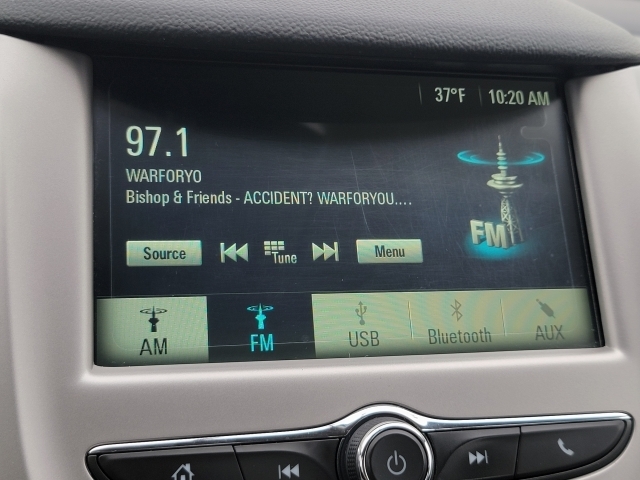 37°F 10:20 AM
97.1
WARFORYO
Bishop & Friends - ACCIDENT? WARFORYOU....
FM
Source Tune Menu
AM FM USB Bluetooth AUX